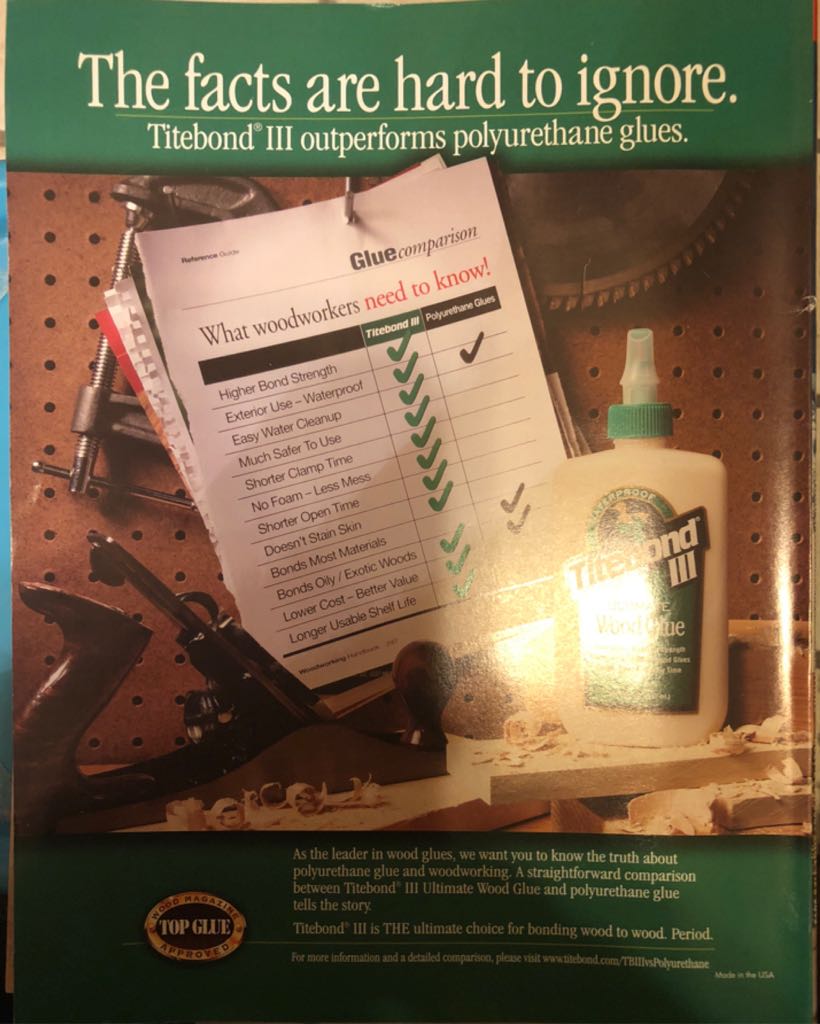 The facts are hard to ignore.
Titebond® III outperforms polyurethane glues.
Reference Guide
Glue comparison
What woodworkers need to know!
Titebond III Polyurethane Glues
Higher Bond Strength
Exterior Use – Waterproof
Easy Water Cleanup
Much Safer To Use
Shorter Clamp Time
No Foam – Less Mess
Shorter Open Time
Doesn't Stain Skin
Bonds Most Materials
Bonds Oily / Exotic Woods
Lower Cost – Better Value
Longer Usable Shelf Life
Woodworking Handbook
WATERPROOF
Titebond®
III
ULTIMATE
Wood Glue
As the leader in wood glues, we want you to know the truth about
polyurethane glue and woodworking. A straightforward comparison
between Titebond® III Ultimate Wood Glue and polyurethane glue
tells the story.
Titebond® III is THE ultimate choice for bonding wood to wood. Period.
WOOD MAGAZINE
TOP GLUE
APPROVED
For more information and a detailed comparison, please visit www.titebond.com/TBIIIvsPolyurethane
Made in the USA